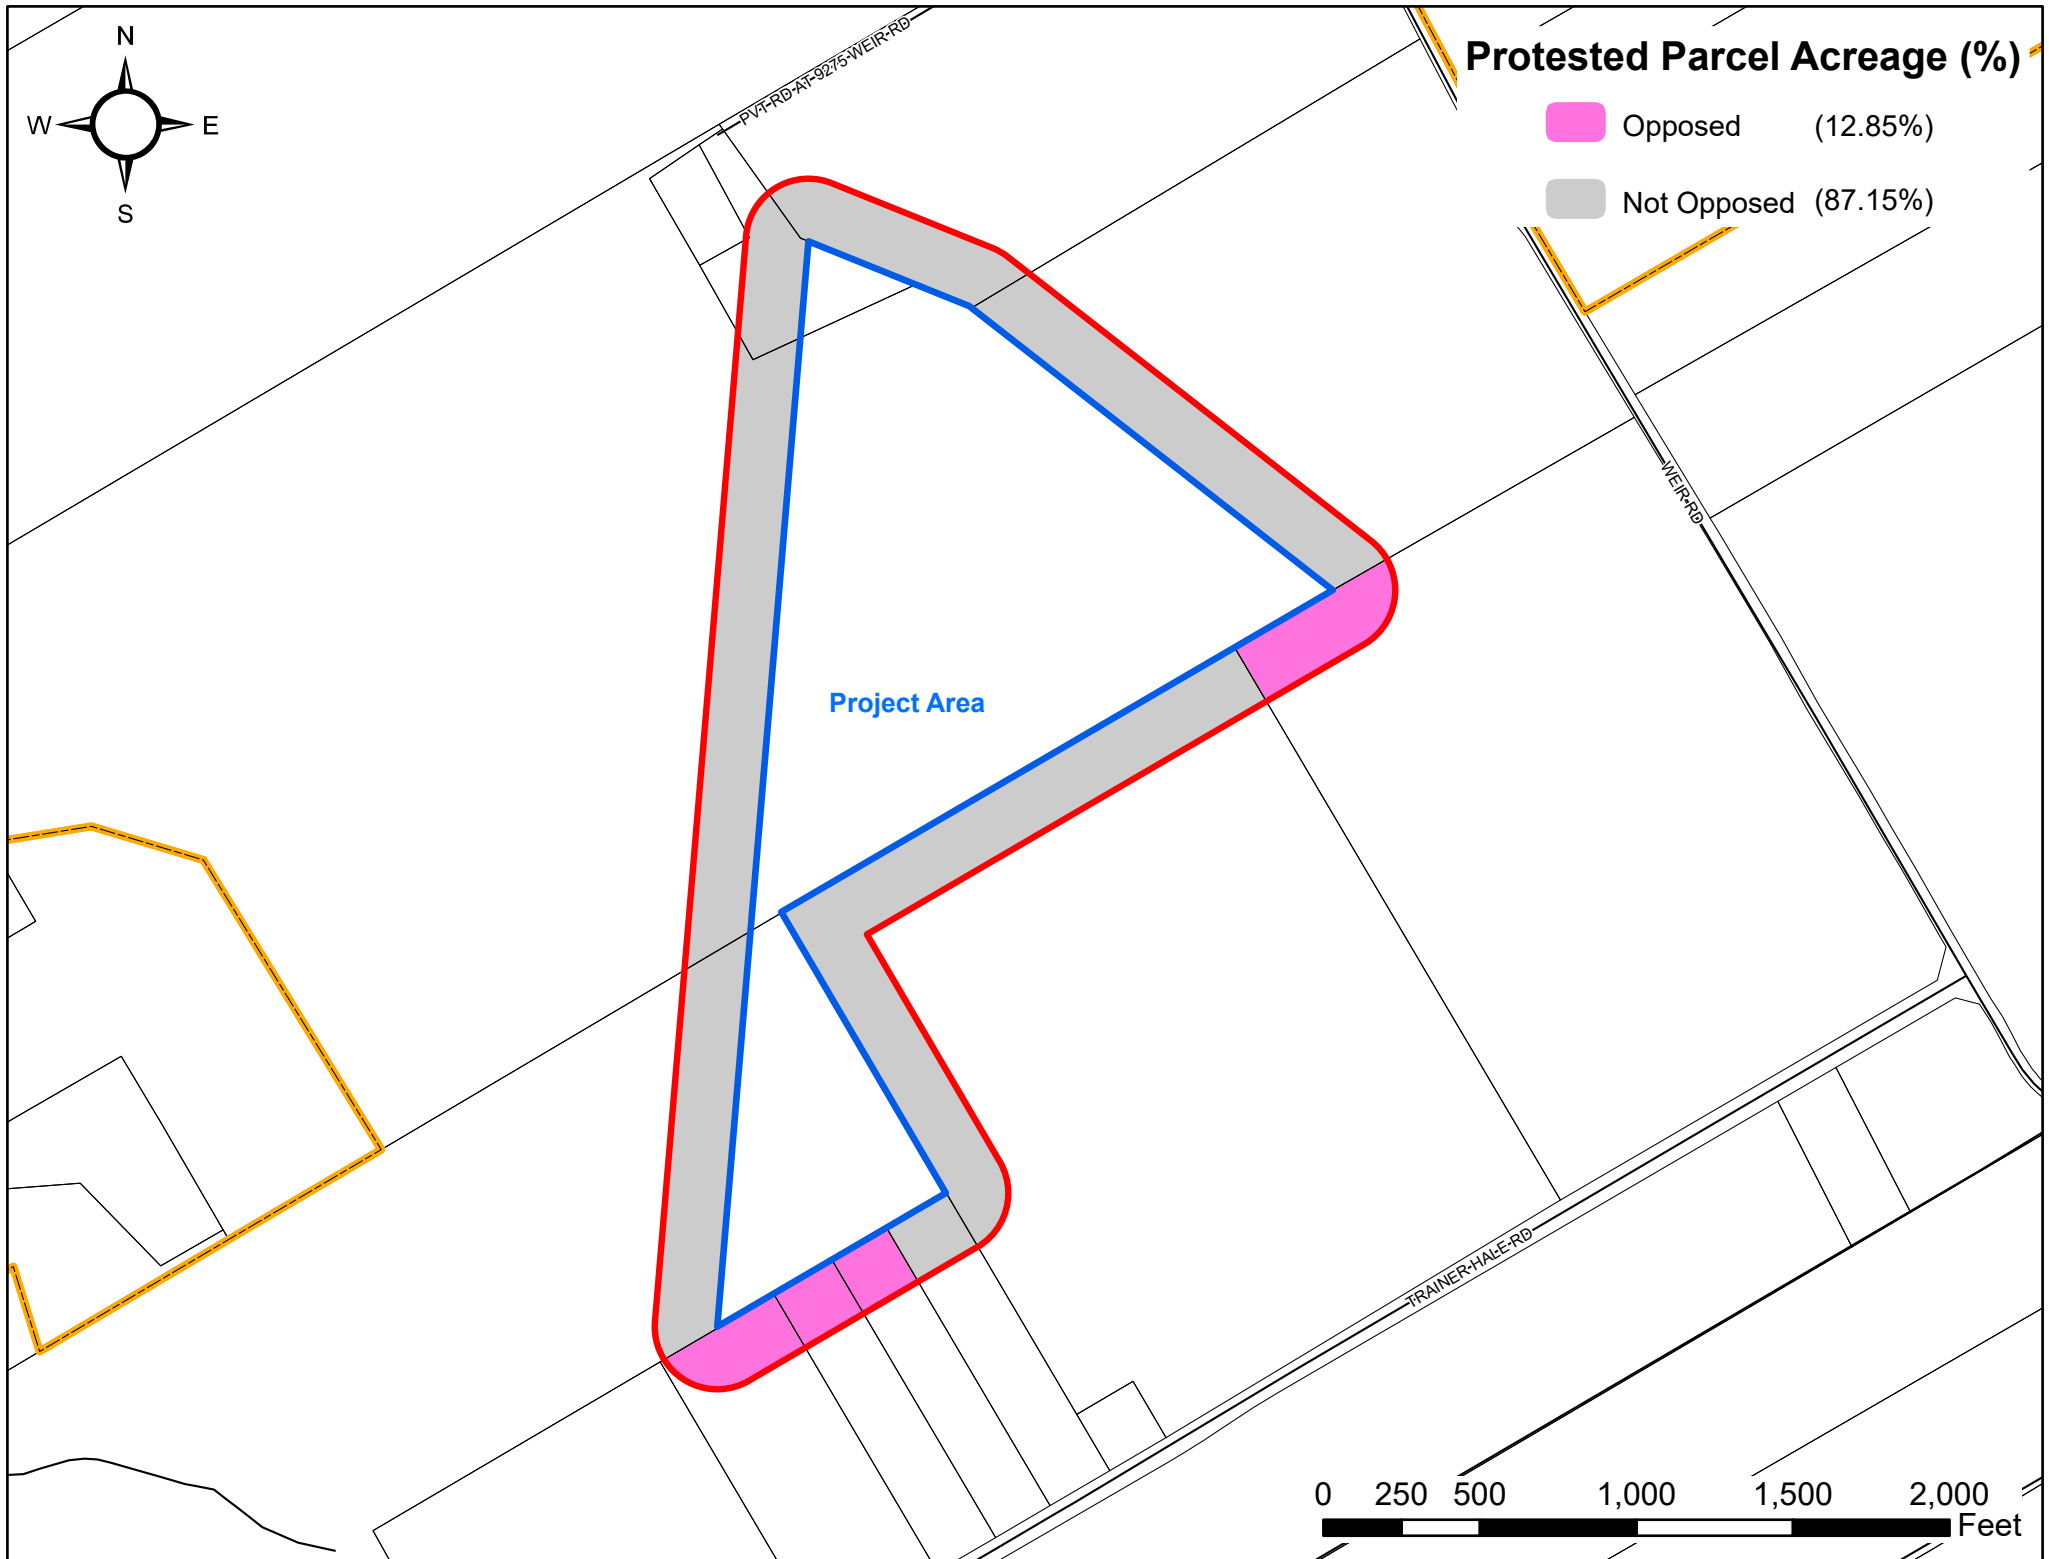 N
W E
S
PVT-RD-AT-9275-WEIR-RD
Protested Parcel Acreage (%)
Opposed (12.85%)
Not Opposed (87.15%)
WEIR-RD
Project Area
TRAINER-HALE-RD
0 250 500 1,000 1,500 2,000
Feet